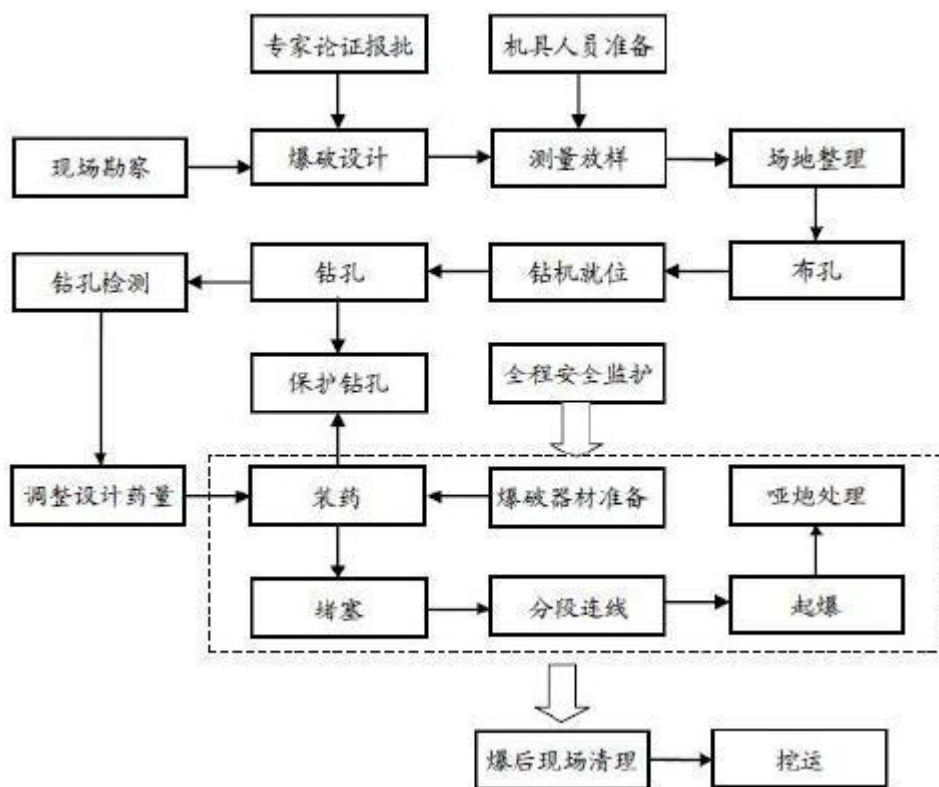 专家论证报批
机具人员准备
现场勘察
爆破设计
测量放样
场地整理
钻孔检测
钻孔
钻机就位
布孔
保护钻孔
全程安全监护
调整设计药量
装药
爆破器材准备
哑炮处理
堵塞
分段连线
起爆
爆后现场清理
挖运